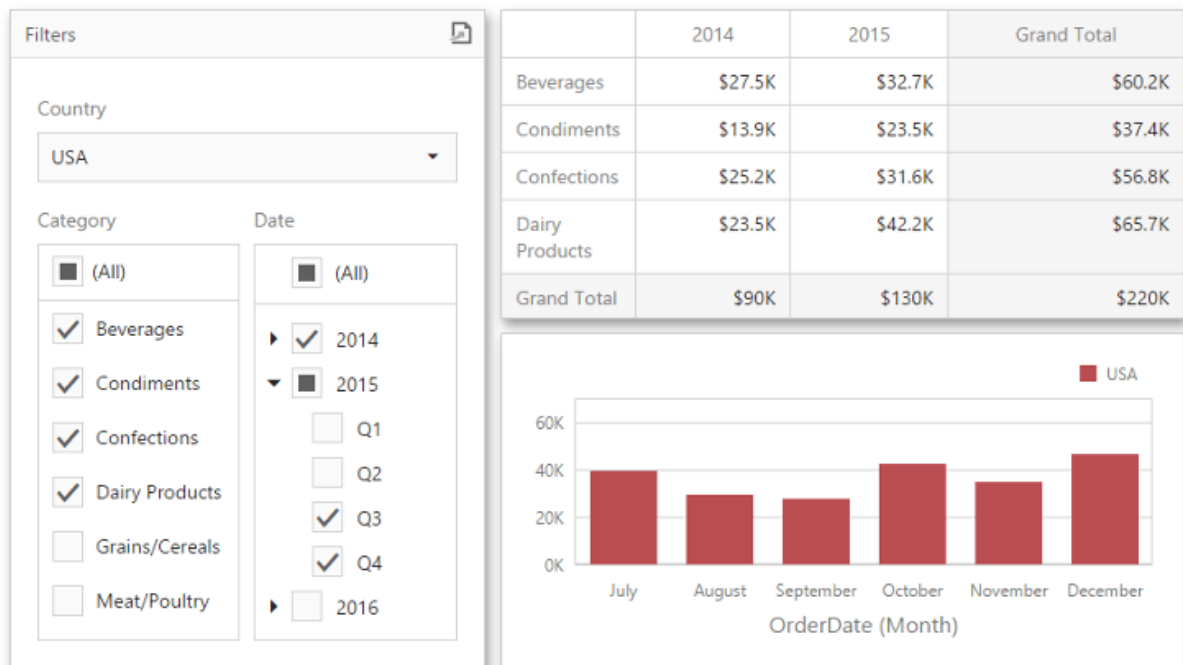 Filters
Country
USA
Category
(All)
Beverages
Condiments
Confections
Dairy Products
Grains/Cereals
Meat/Poultry
Date
(All)
2014
2015
Q1
Q2
Q3
Q4
2016
2014 2015 Grand Total
Beverages $27.5K $32.7K $60.2K
Condiments $13.9K $23.5K $37.4K
Confections $25.2K $31.6K $56.8K
Dairy $23.5K $42.2K $65.7K
Products
Grand Total $90K $130K $220K
USA
60K
40K
20K
0K
July August September October November December
OrderDate (Month)